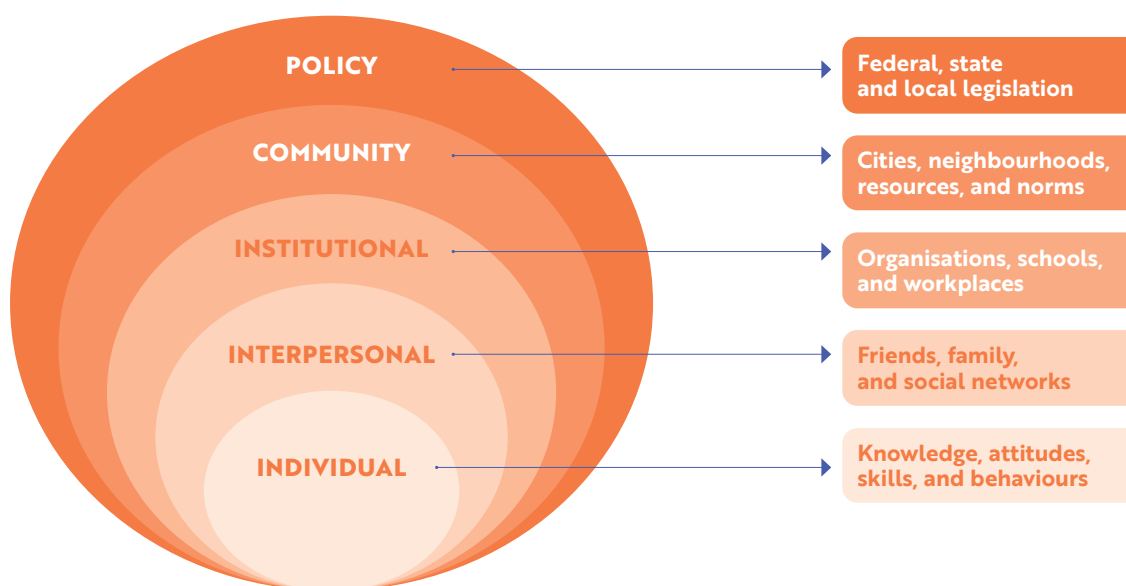 POLICY
Federal, state
and local legislation
COMMUNITY
Cities, neighbourhoods,
resources, and norms
INSTITUTIONAL
Organisations, schools,
and workplaces
INTERPERSONAL
Friends, family,
and social networks
INDIVIDUAL
Knowledge, attitudes,
skills, and behaviours